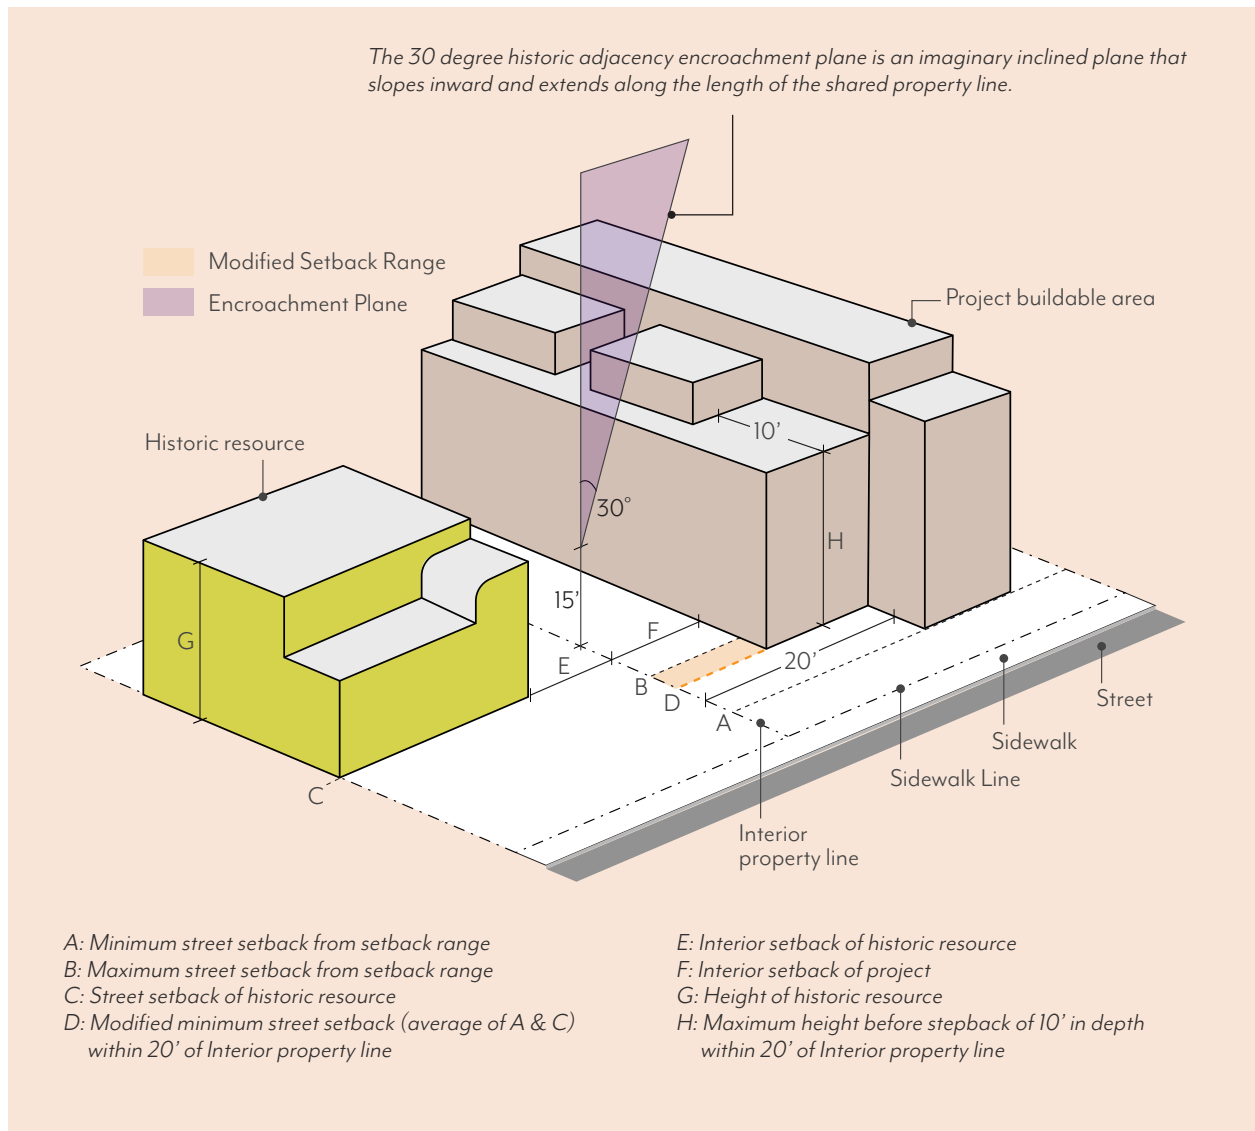 The 30 degree historic adjacency encroachment plane is an imaginary inclined plane that
slopes inward and extends along the length of the shared property line.
Modified Setback Range
Encroachment Plane
Project buildable area
Historic resource
10’
30°
H
15’
G
F
E
20’
B
D
A
C
Street
Sidewalk
Sidewalk Line
Interior
property line
A: Minimum street setback from setback range
B: Maximum street setback from setback range
C: Street setback of historic resource
D: Modified minimum street setback (average of A & C)
within 20’ of Interior property line
E: Interior setback of historic resource
F: Interior setback of project
G: Height of historic resource
H: Maximum height before stepback of 10’ in depth
within 20’ of Interior property line